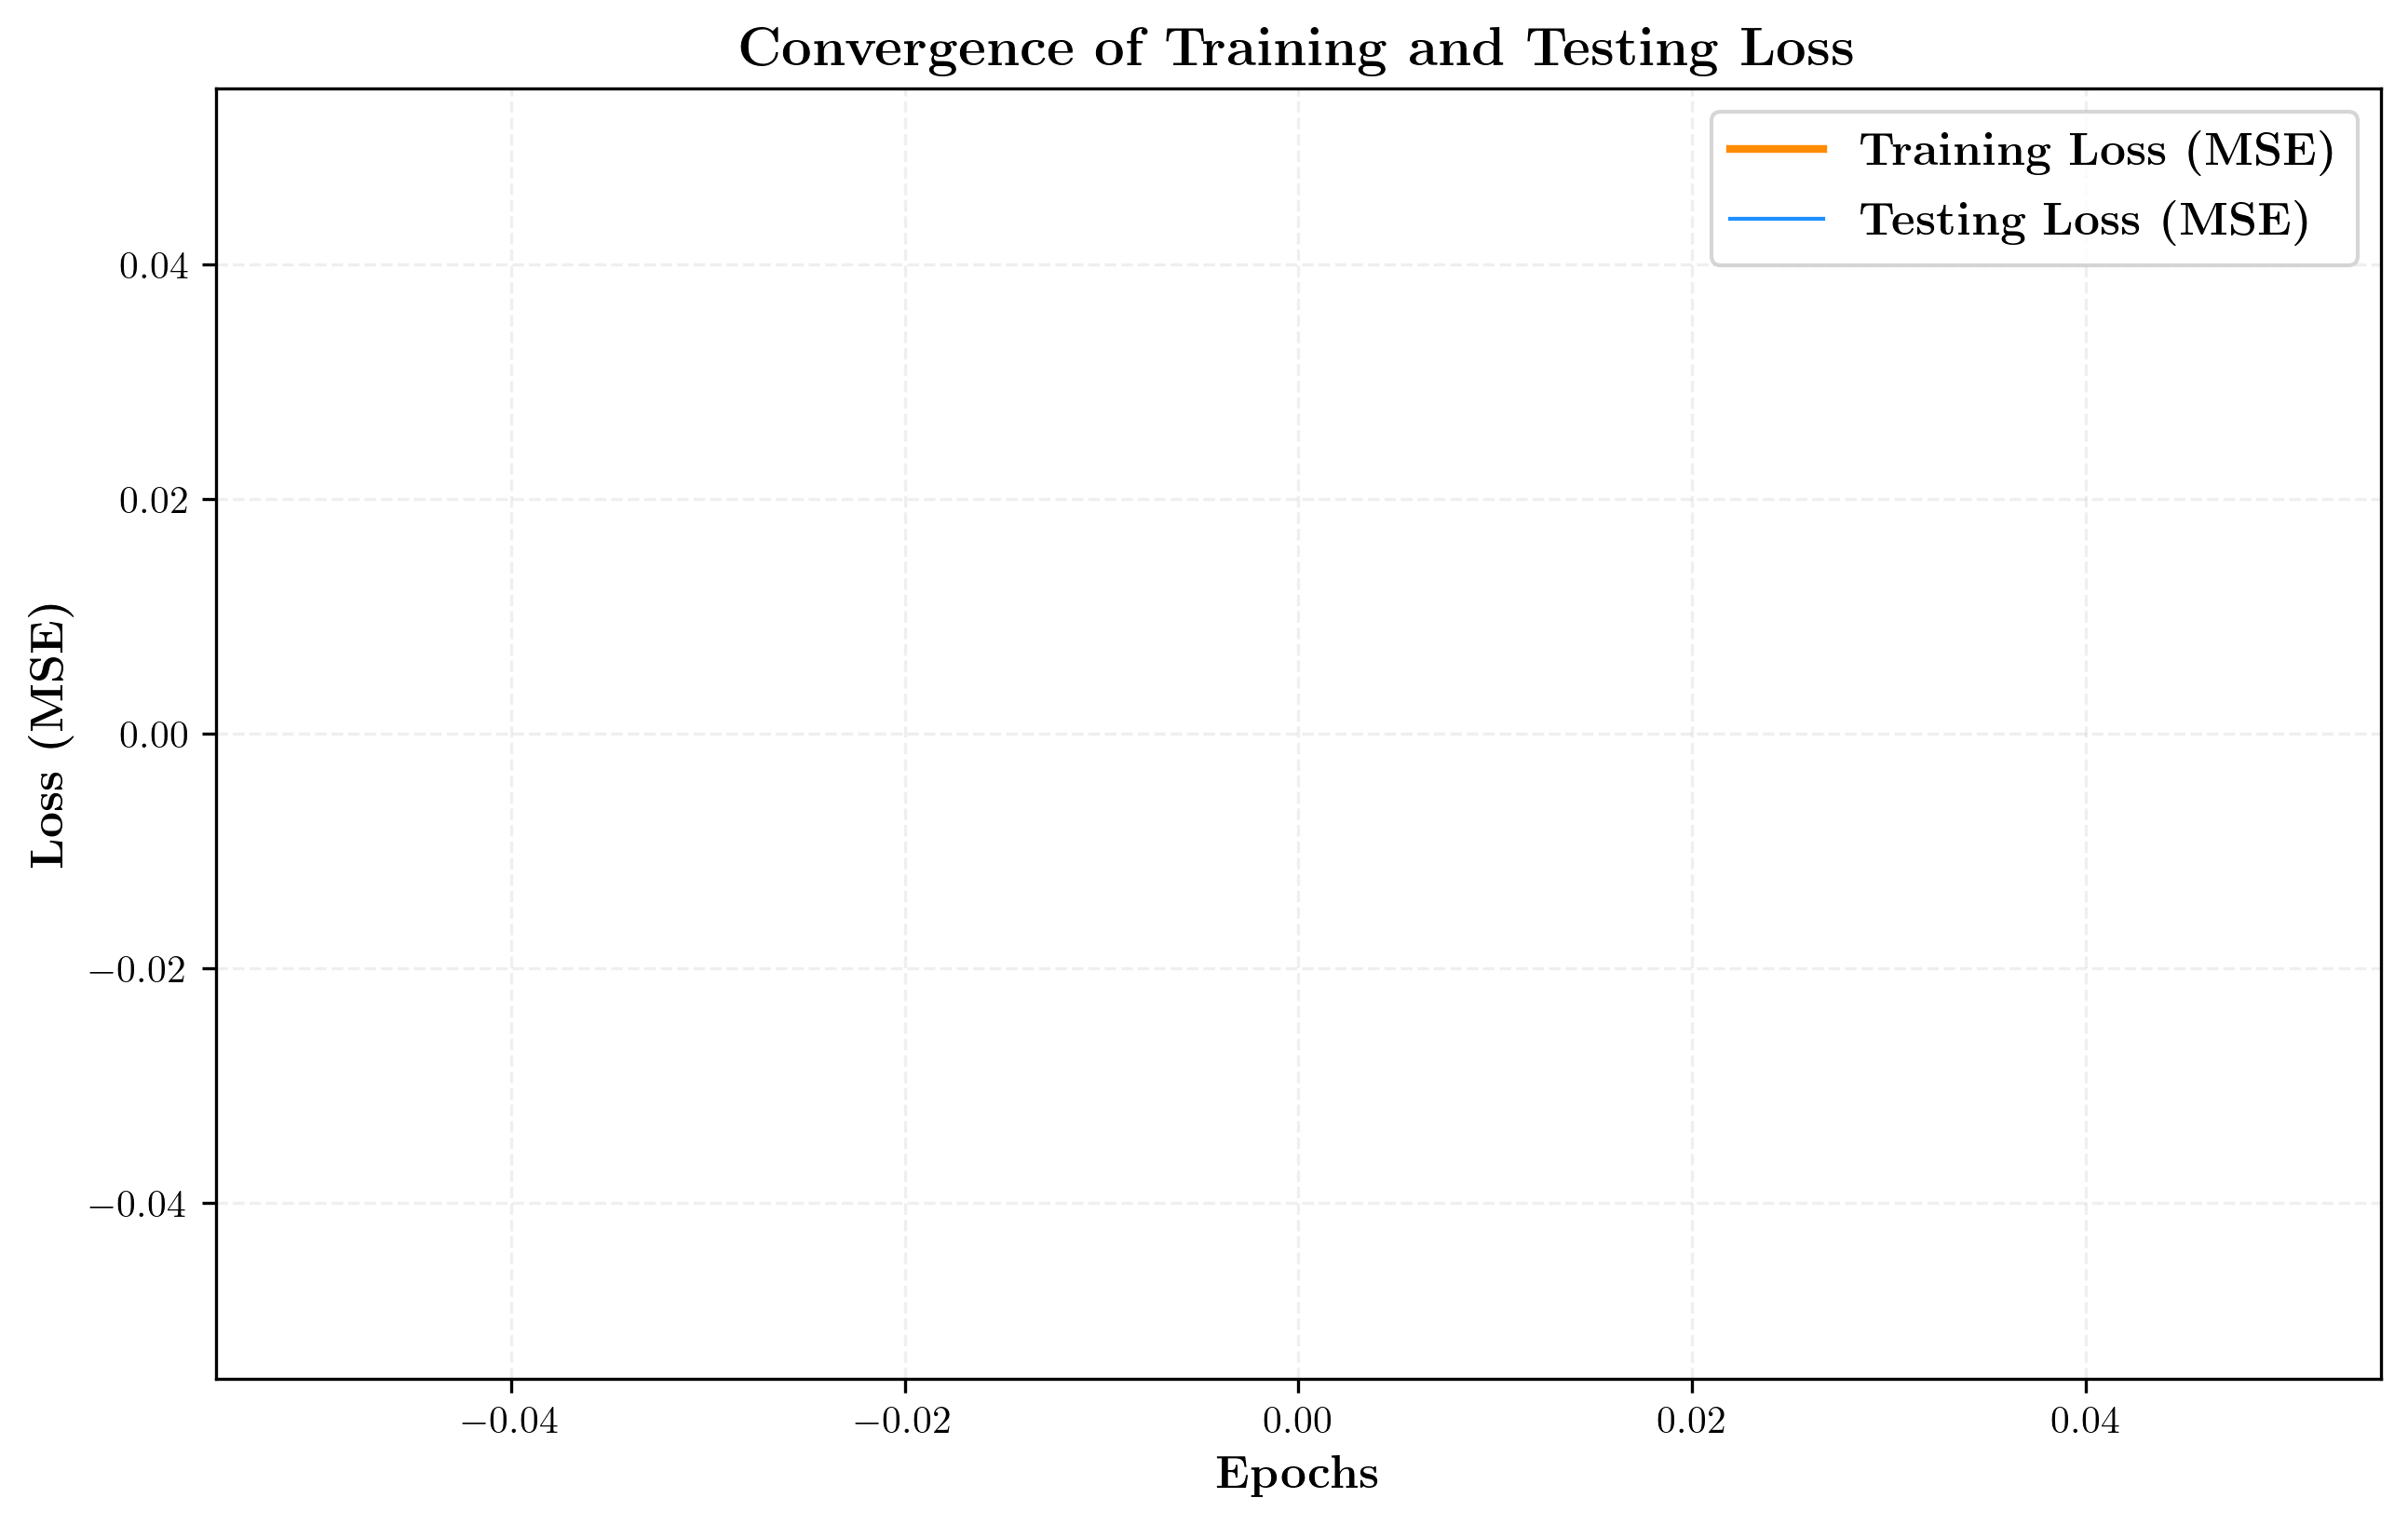 Convergence of Training and Testing Loss
Training Loss (MSE)
Testing Loss (MSE)
Loss (MSE)
0.04
0.02
0.00
−0.02
−0.04
−0.04 −0.02 0.00 0.02 0.04
Epochs